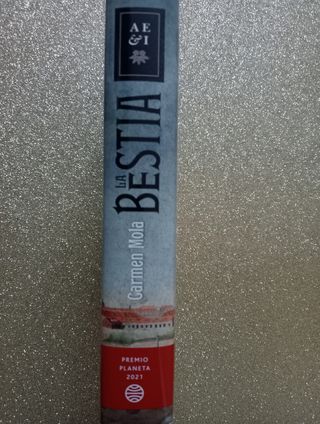 AE
&I
LA
BESTIA
Carmen Mola
PREMIO
PLANETA
2021